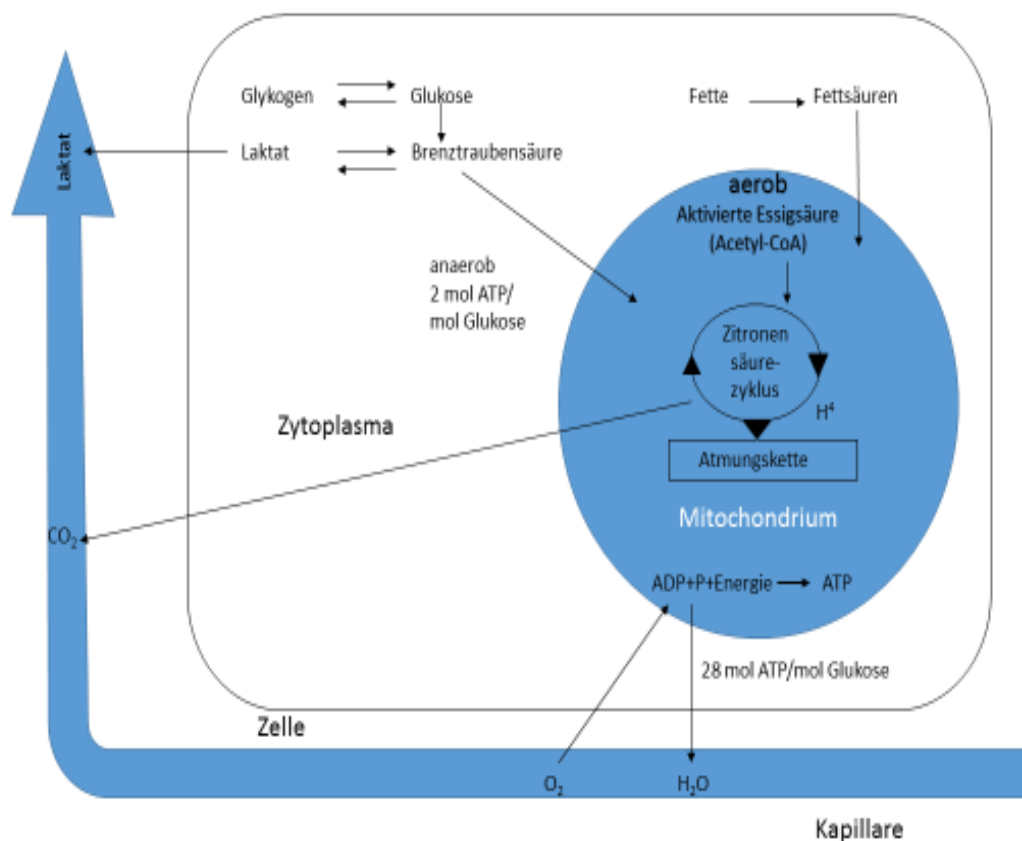 Glykogen
Glukose
Fette
Fettsäuren
Laktat
Laktat
Brenztraubensäure
aerob
Aktivierte Essigsäure
(Acetyl-CoA)
anaerob
2 mol ATP/
mol Glukose
Zitronen
säure-
zyklus
H⁴
Zytoplasma
Atmungskette
Mitochondrium
CO₂
ADP+P+Energie
ATP
28 mol ATP/mol Glukose
Zelle
O₂
H₂O
Kapillare